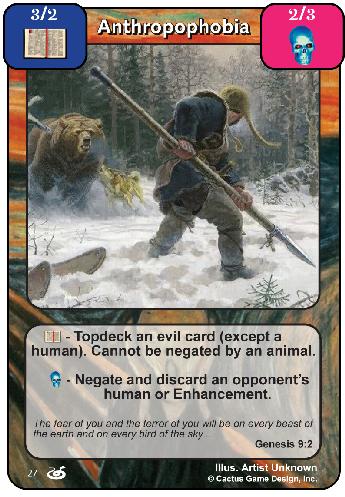 3/2
Anthropophobia
2/3
- Topdeck an evil card (except a
human). Cannot be negated by an animal.
- Negate and discard an opponent's
human or Enhancement.
The fear of you and the terror of you will be on every beast of
the earth and on every bird of the sky...
Genesis 9:2
Illus. Artist Unknown
© Cactus Game Design, Inc.